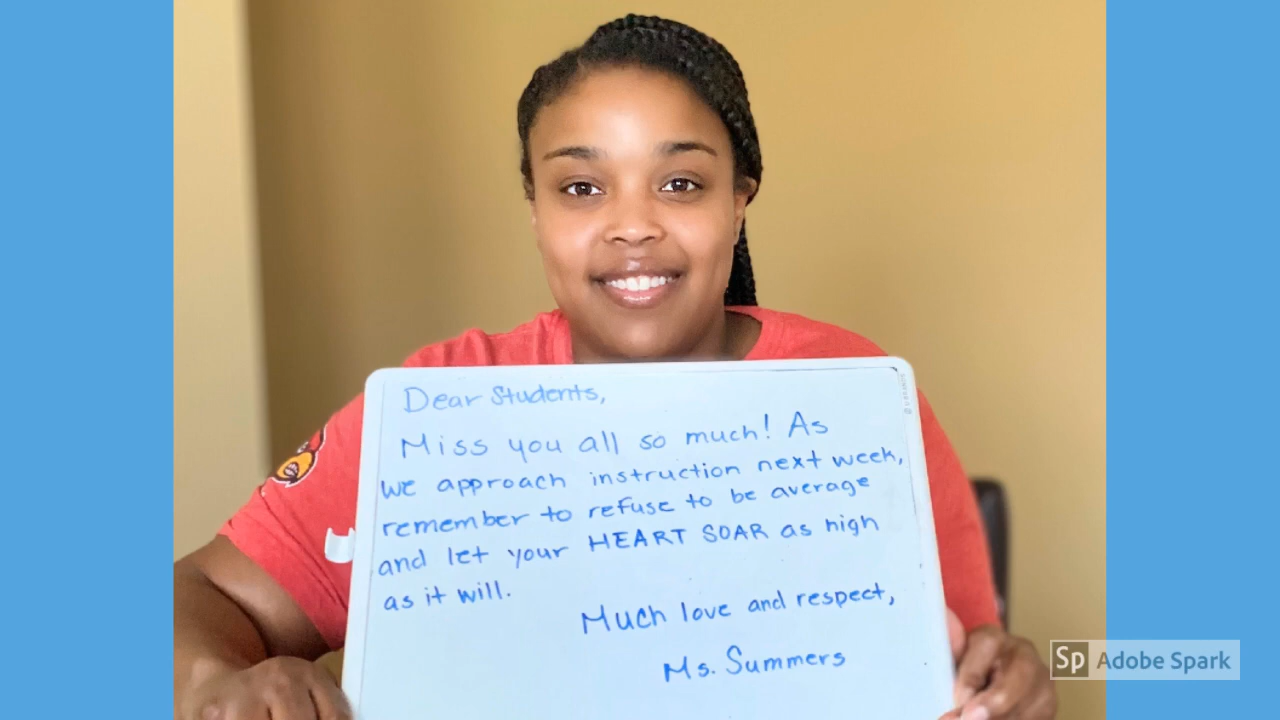 Dear Students,
Miss you all so much! As
we approach instruction next week,
remember to refuse to be average
and let your HEART SOAR as high
as it will.
Much love and respect,
Ms. Summers
Sp Adobe Spark